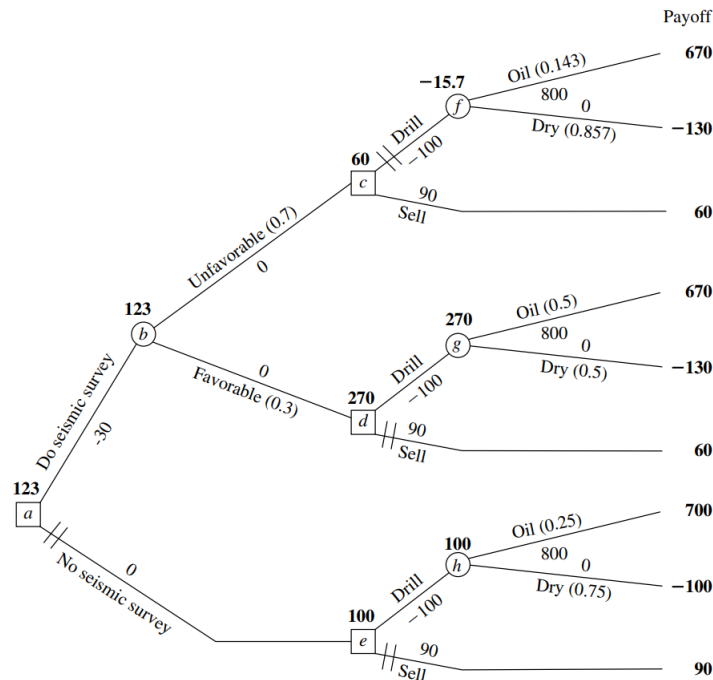 Payoff
670
Oil (0.143)
−15.7
800
0
f
Dry (0.857)
−130
Drill
−100
60
c
90
Sell
60
Unfavorable (0.7)
0
670
Oil (0.5)
123
270
800
0
b
g
Dry (0.5)
−130
0
Favorable (0.3)
Drill
−100
270
d
90
Sell
60
Do seismic survey
-30
123
a
700
Oil (0.25)
100
800
0
h
Dry (0.75)
−100
0
No seismic survey
Drill
−100
100
e
90
Sell
90